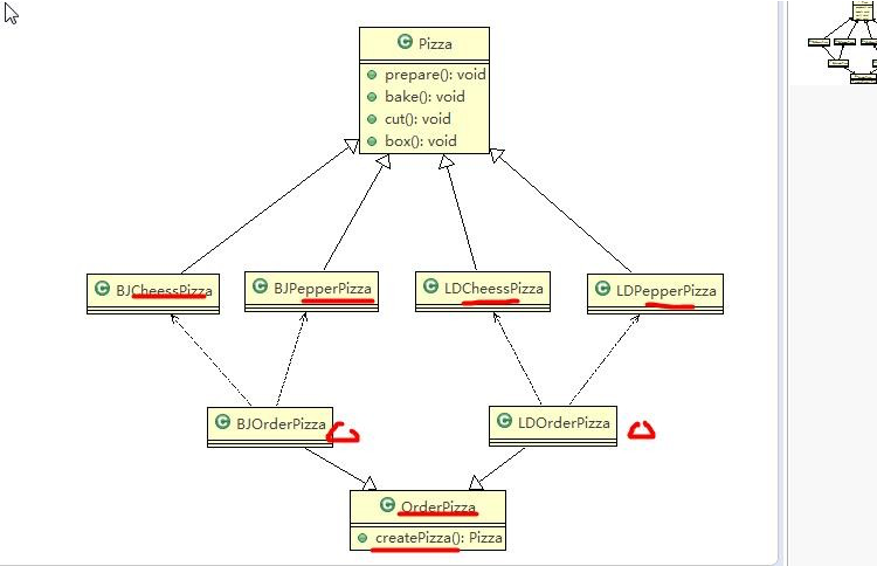 Pizza
prepare(): void
bake(): void
cut(): void
box(): void
BJCheessPizza
BJPepperPizza
LDCheessPizza
LDPepperPizza
BJOrderPizza
LDOrderPizza
OrderPizza
createPizza(): Pizza